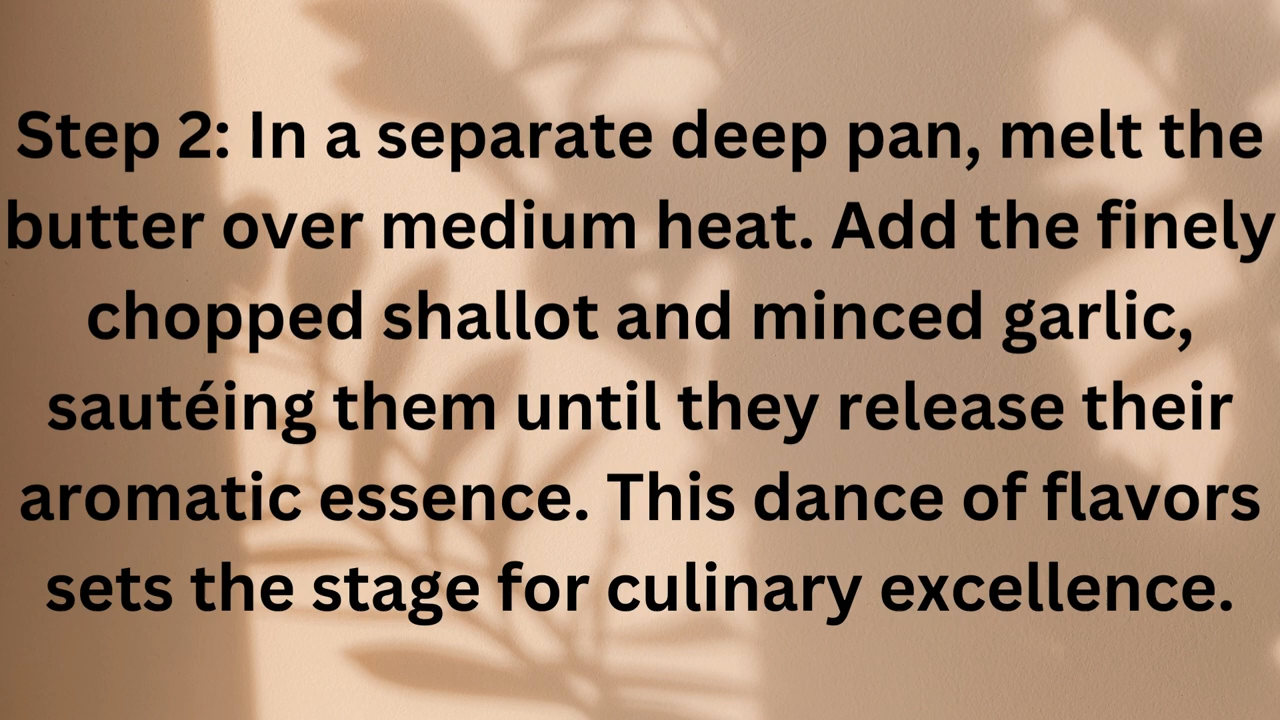 Step 2: In a separate deep pan, melt the
butter over medium heat. Add the finely
chopped shallot and minced garlic,
sautéing them until they release their
aromatic essence. This dance of flavors
sets the stage for culinary excellence.